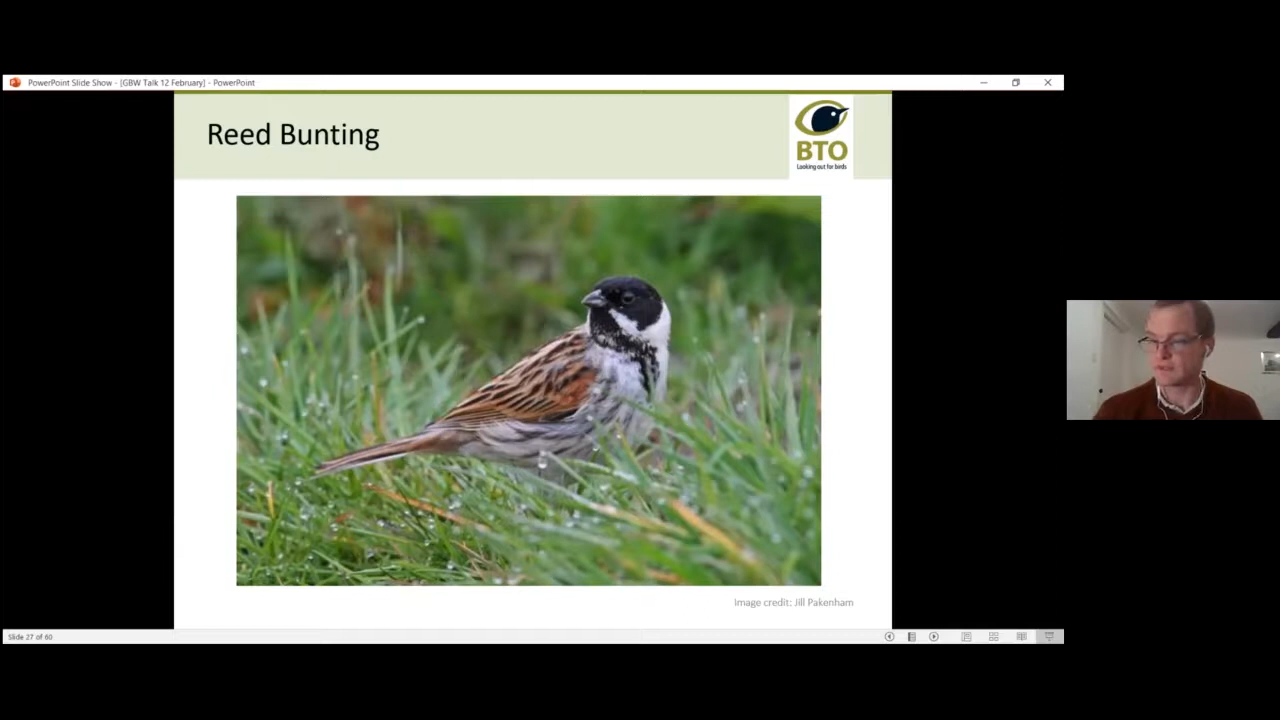 PowerPoint Slide Show - [GBW Talk 12 February] - PowerPoint
Reed Bunting
BTO
Looking out for birds
Image credit: Jill Pakenham
Slide 27 of 60